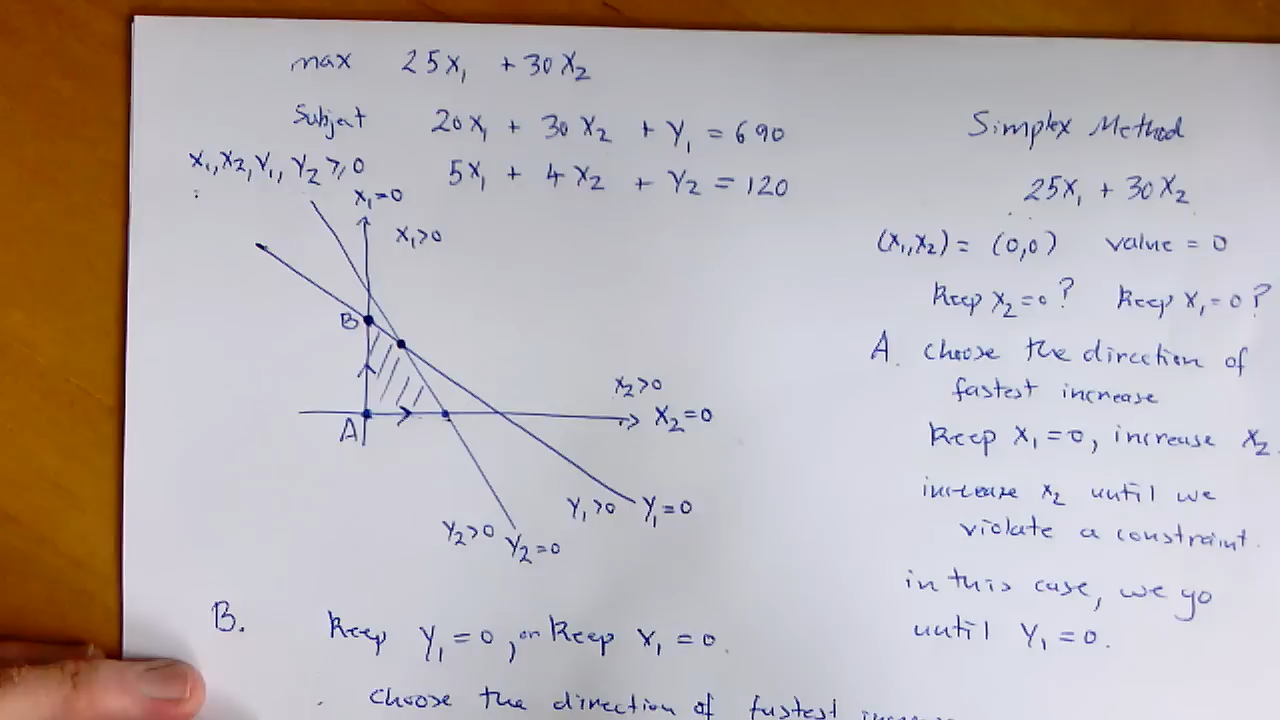 max 25x₁ + 30x₂
Subject 20x₁ + 30x₂ + Y₁ = 690
x₁, x₂, Y₁, Y₂ ≥ 0 5x₁ + 4x₂ + Y₂ = 120
x₁=0
x₁>0
B
x₂>0
x₂=0
A
Y₁>0 Y₁=0
Y₂>0 Y₂=0
Simplex Method
25x₁ + 30x₂
(x₁,x₂) = (0,0) value = 0
Keep x₂=0? Keep x₁=0?
A. choose the direction of
fastest increase
Keep x₁=0, increase x₂
increase x₂ until we
violate a constraint.
in this case, we go
until Y₁=0.
B. Keep Y₁=0, or Keep x₁=0.
choose the direction of fastest